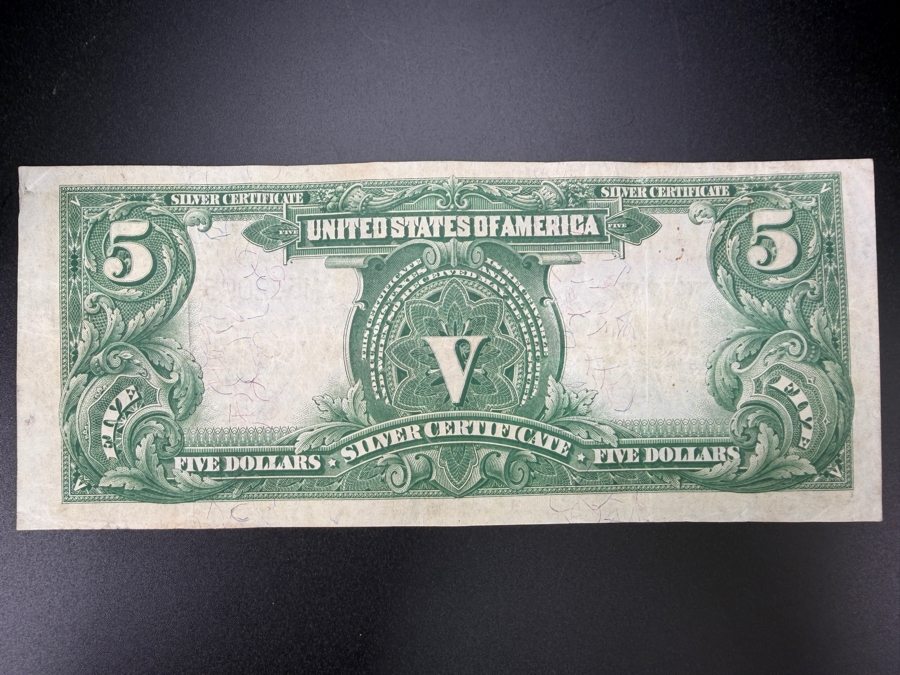 SILVER CERTIFICATE
SILVER CERTIFICATE
FIVE UNITED STATES OF AMERICA FIVE
5
5
V
FIVE
FIVE
SILVER CERTIFICATE
FIVE DOLLARS
FIVE DOLLARS
V
V